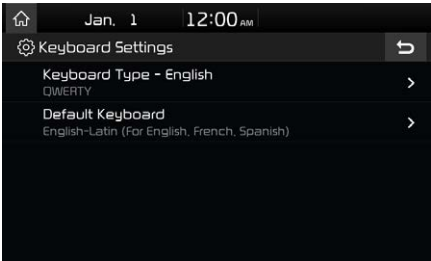 Jan. 1 12:00 AM
Keyboard Settings
Keyboard Type - English
QWERTY
Default Keyboard
English-Latin (For English, French, Spanish)